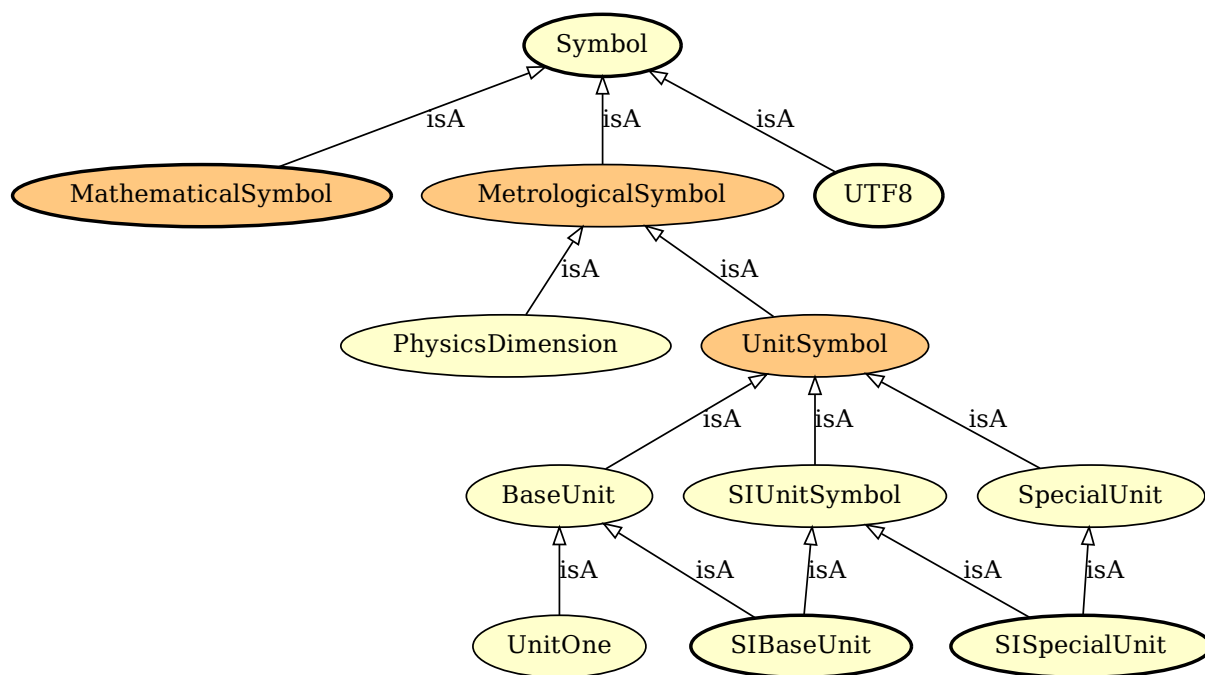 Symbol
isA isA isA
MathematicalSymbol MetrologicalSymbol UTF8
isA isA
PhysicsDimension UnitSymbol
isA isA isA
BaseUnit SIUnitSymbol SpecialUnit
isA isA isA isA isA
UnitOne SIBaseUnit SISpecialUnit